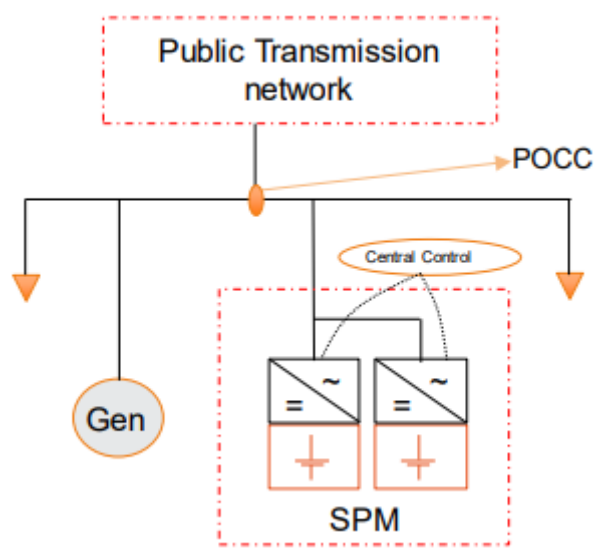 Public Transmission
network
POCC
Central Control
~
~
=
=
Gen
SPM